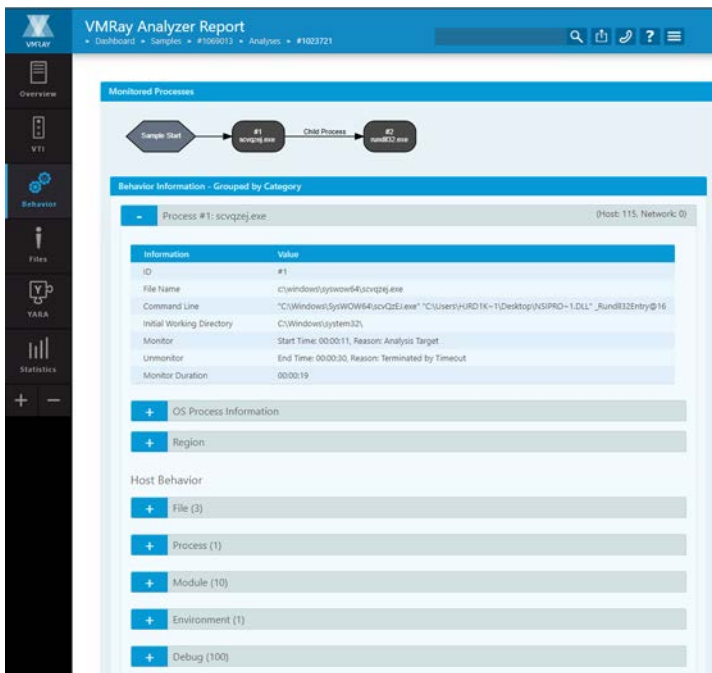 VMRAY
VMRay Analyzer Report
Dashboard » Samples » #1069013 » Analyses » #1023721
Overview
VTI
Behavior
Files
YARA
Statistics
Monitored Processes
Sample Start
#1
scvqzej.exe
Child Process
#2
rundll32.exe
Behavior Information - Grouped by Category
- Process #1: scvqzej.exe (Host: 115, Network: 0)
Information Value
ID #1
File Name c:\windows\syswow64\scvqzej.exe
Command Line "C:\Windows\SysWOW64\scvQzEJ.exe" "C:\Users\HJRD1K~1\Desktop\NSIPRO~1.DLL" _Rundll32Entry@16
Initial Working Directory C:\Windows\system32\
Monitor Start Time: 00:00:11, Reason: Analysis Target
Unmonitor End Time: 00:00:30, Reason: Terminated by Timeout
Monitor Duration 00:00:19
+ OS Process Information
+ Region
Host Behavior
+ File (3)
+ Process (1)
+ Module (10)
+ Environment (1)
+ Debug (100)